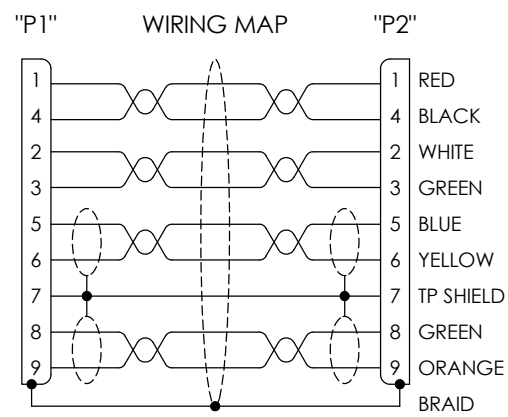 "P1" WIRING MAP "P2"
1 1 RED
4 4 BLACK
2 2 WHITE
3 3 GREEN
5 5 BLUE
6 6 YELLOW
7 7 TP SHIELD
8 8 GREEN
9 9 ORANGE
BRAID